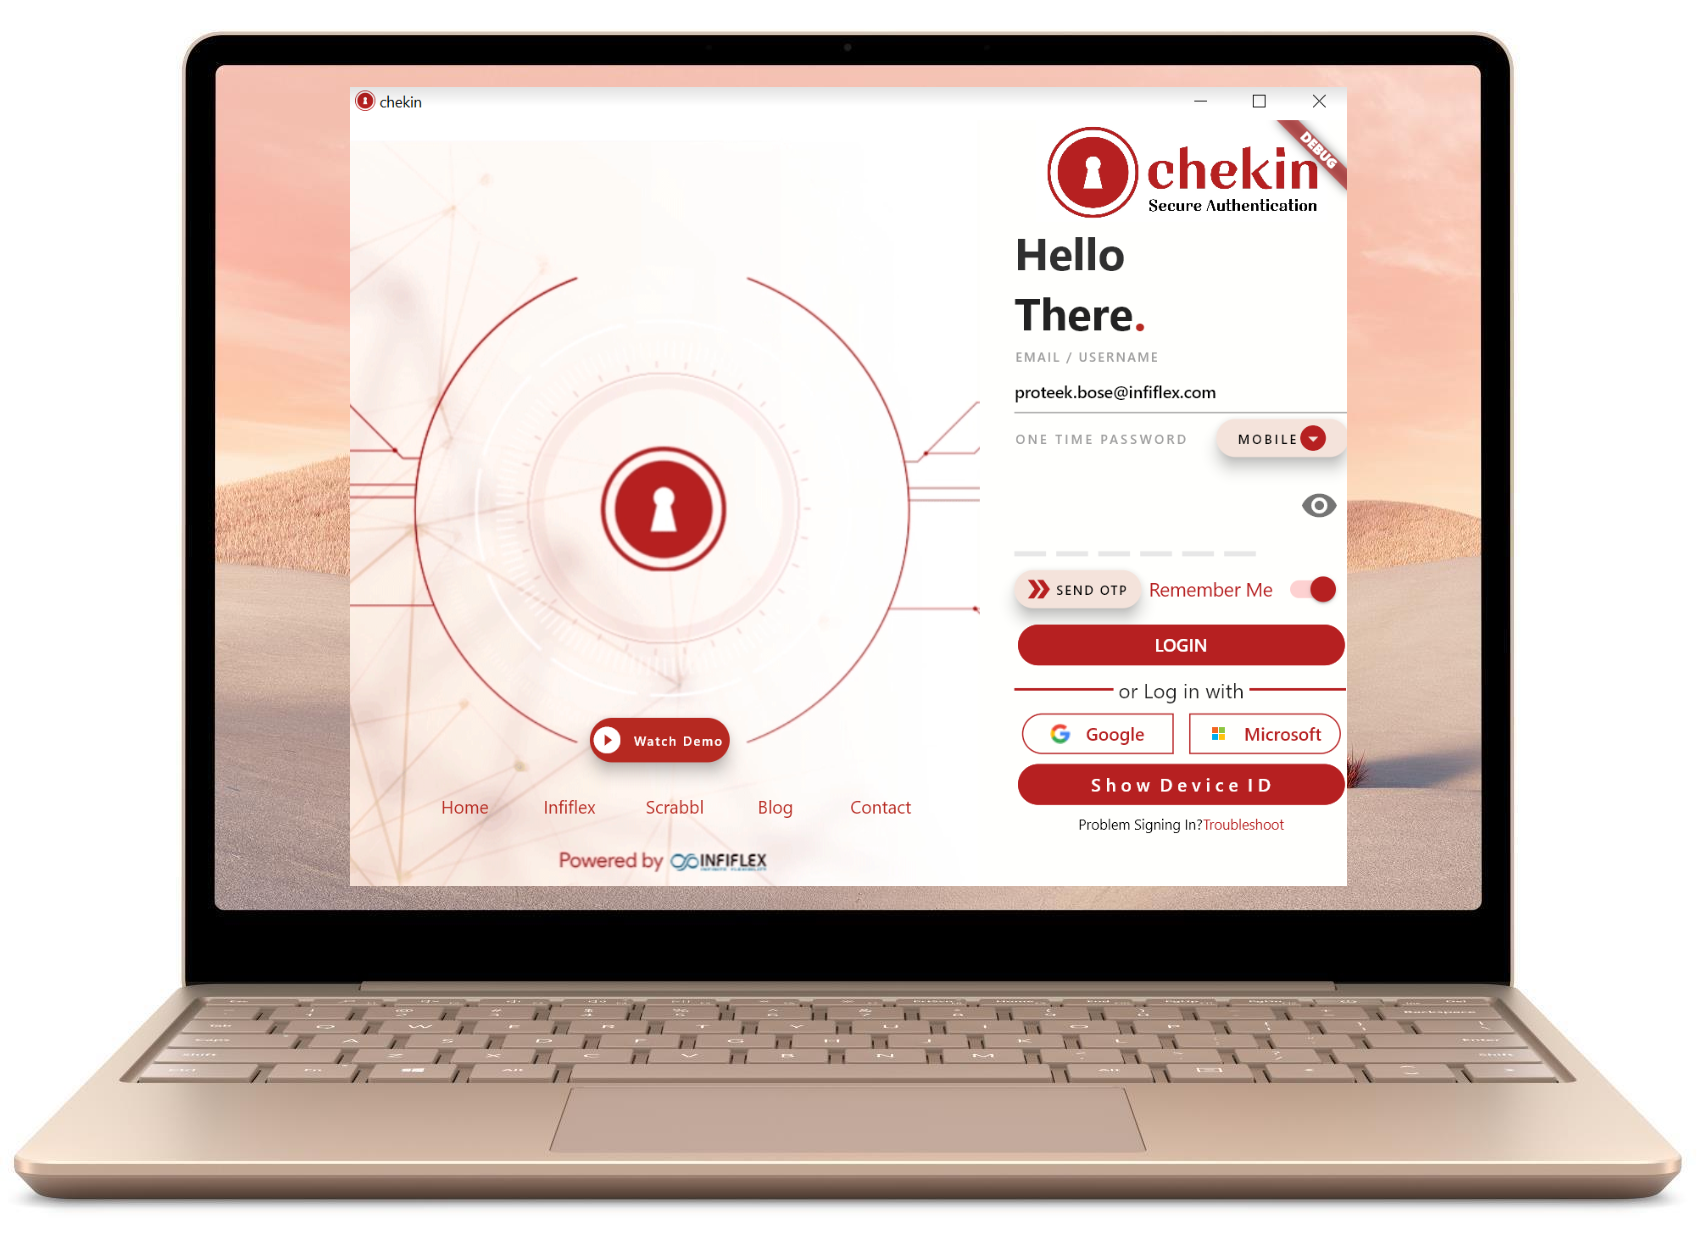 chekin
DEBUG
chekin
Secure Authentication
Hello
There.
EMAIL / USERNAME
proteek.bose@infiflex.com
ONE TIME PASSWORD
MOBILE
SEND OTP
Remember Me
LOGIN
or Log in with
Google
Microsoft
Show Device ID
Problem Signing In?Troubleshoot
Watch Demo
Home
Infiflex
Scrabbl
Blog
Contact
Powered by INFIFLEX
INFINITE FLEXIBILITY
Q W E R T Y U I O P
A S D F G H J K L
Z X C V B N M